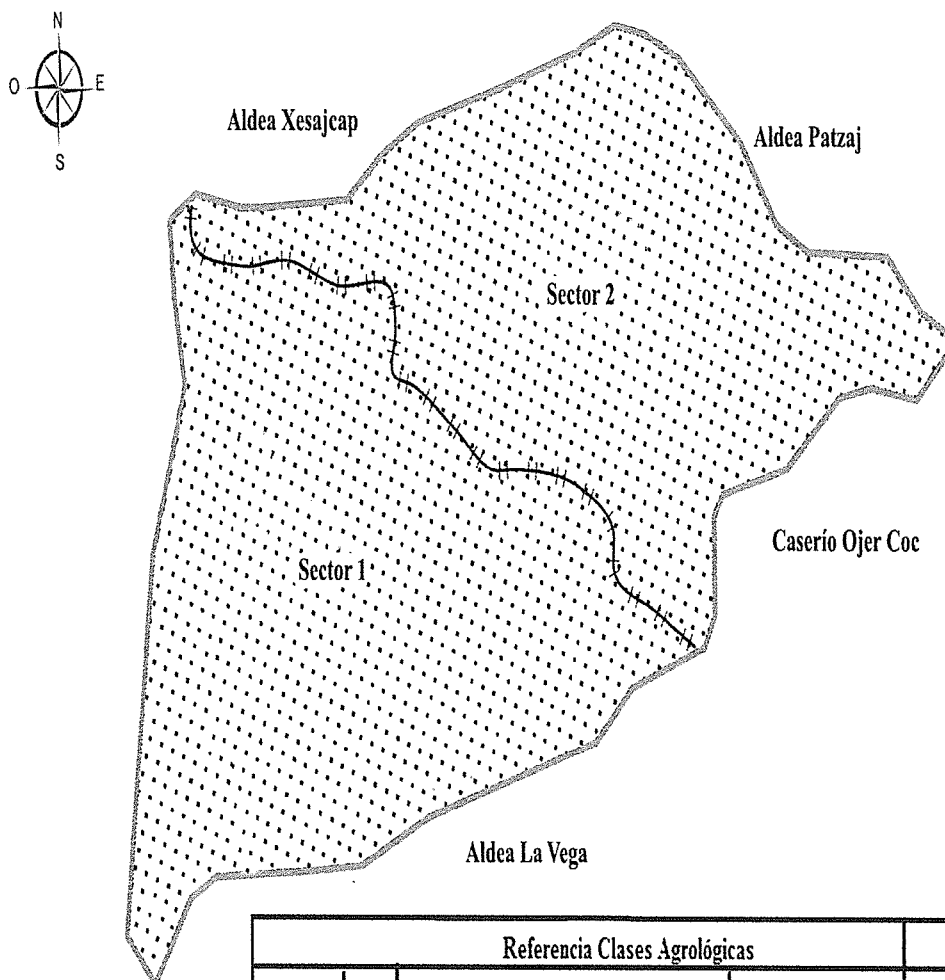 N
O E
S
Aldea Xesajcap
Aldea Patzaj
Sector 2
Caserío Ojer Coc
Sector 1
Aldea La Vega
Referencia Clases Agrológicas